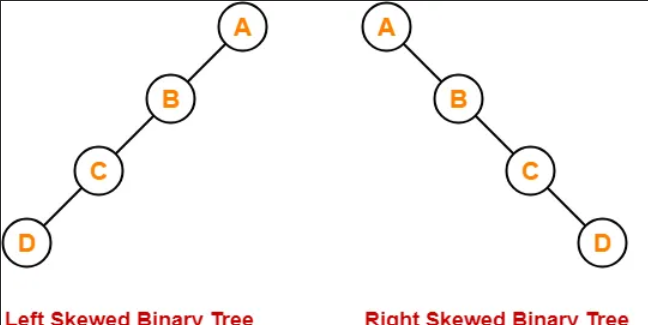 A A
B B
C C
D D
Left Skewed Binary Tree Right Skewed Binary Tree